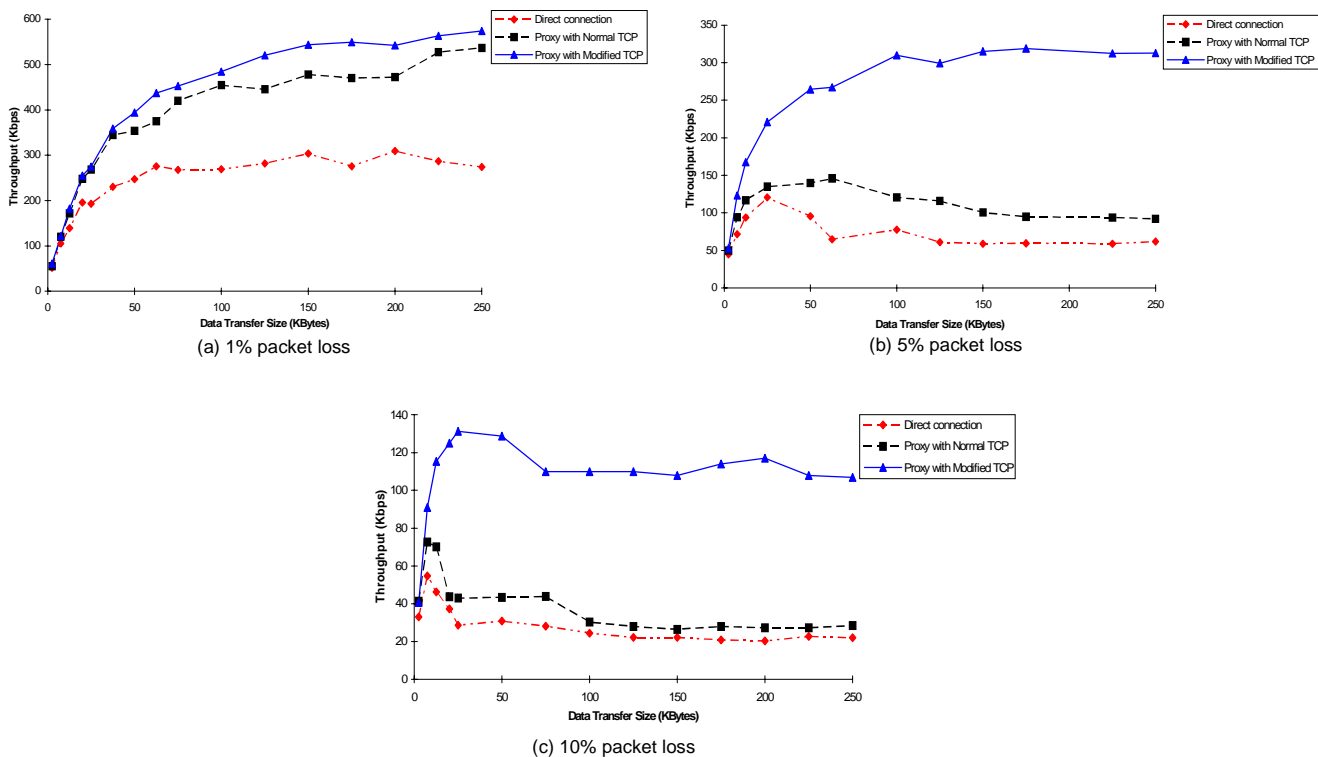 600
500
400
300
200
100
0
0 50 100 150 200 250
Throughput (Kbps)
Data Transfer Size (KBytes)
Direct connection
Proxy with Normal TCP
Proxy with Modified TCP
(a) 1% packet loss
350
300
250
200
150
100
50
0
0 50 100 150 200 250
Throughput (Kbps)
Data Transfer Size (KBytes)
Direct connection
Proxy with Normal TCP
Proxy with Modified TCP
(b) 5% packet loss
140
120
100
80
60
40
20
0
0 50 100 150 200 250
Throughput (Kbps)
Data Transfer Size (KBytes)
Direct connection
Proxy with Normal TCP
Proxy with Modified TCP
(c) 10% packet loss